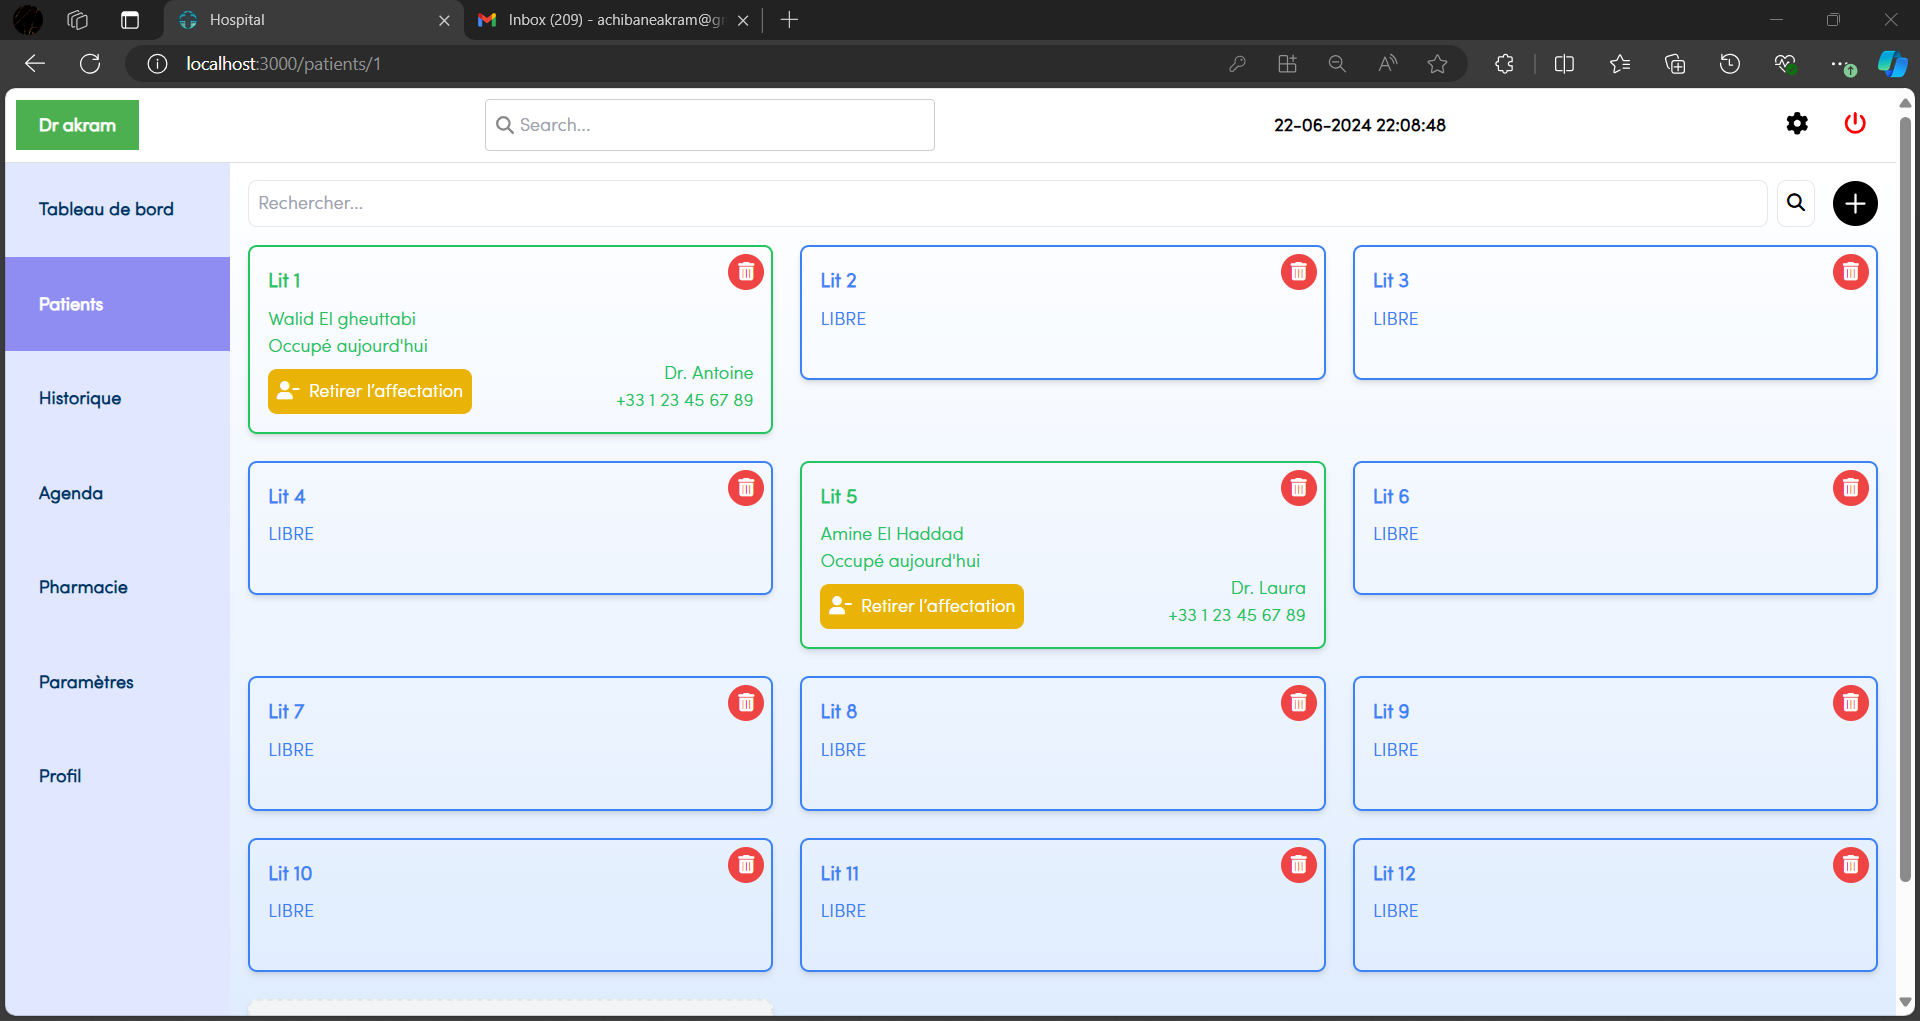 Hospital
Inbox (209) - achibaneakram@g
localhost:3000/patients/1
Dr akram
Search...
22-06-2024 22:08:48
Tableau de bord
Patients
Historique
Agenda
Pharmacie
Paramètres
Profil
Rechercher...
Lit 1
Walid El gheuttabi
Occupé aujourd'hui
Retirer l'affectation
Dr. Antoine
+33 1 23 45 67 89
Lit 2
LIBRE
Lit 3
LIBRE
Lit 4
LIBRE
Lit 5
Amine El Haddad
Occupé aujourd'hui
Retirer l'affectation
Dr. Laura
+33 1 23 45 67 89
Lit 6
LIBRE
Lit 7
LIBRE
Lit 8
LIBRE
Lit 9
LIBRE
Lit 10
LIBRE
Lit 11
LIBRE
Lit 12
LIBRE